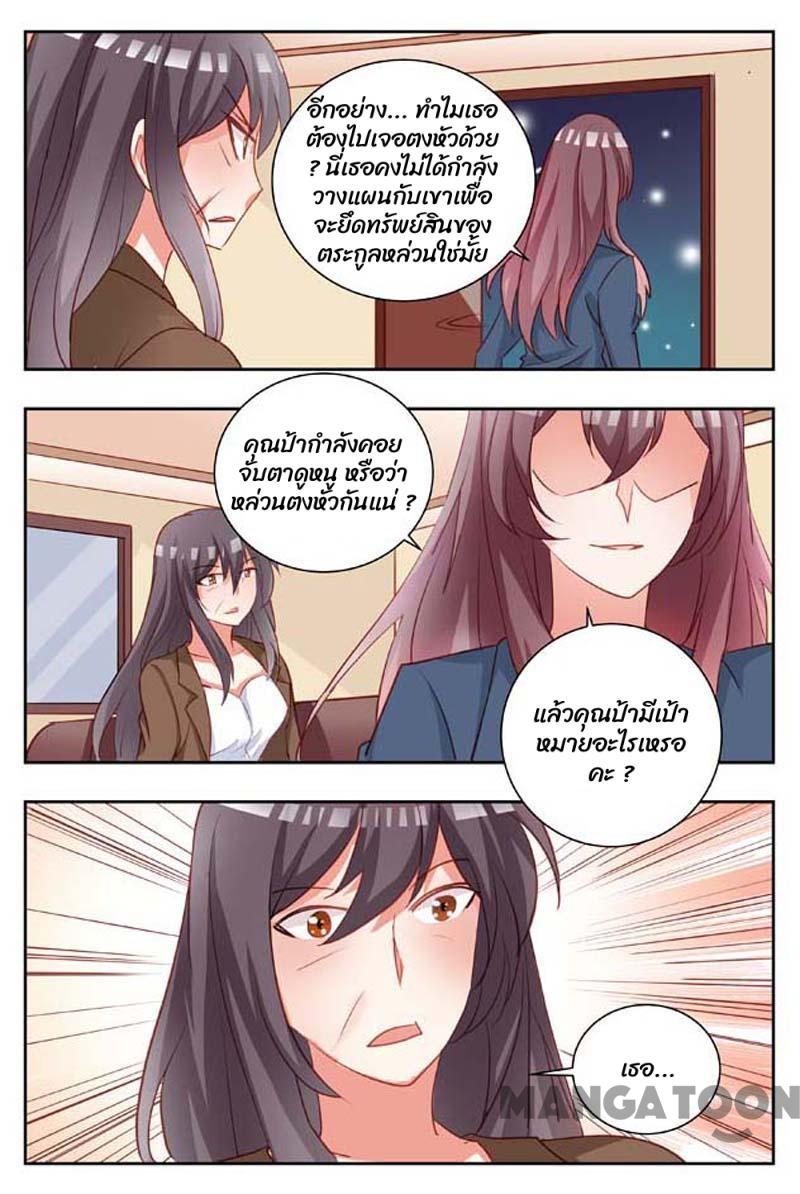 อีกอย่าง... ทำไมเธอ
ต้องไปเจอตงหัวด้วย
? นี่เธอคงไม่ได้กำลัง
วางแผนกับเขาเพื่อ
จะยึดทรัพย์สินของ
ตระกูลหล่วนใช่มั้ย
คุณป้ากำลังคอย
จับตาดูหนู หรือว่า
หล่วนตงหัวกันแน่ ?
แล้วคุณป้ามีเป้า
หมายอะไรเหรอ
คะ ?
เธอ...
MANGATOON